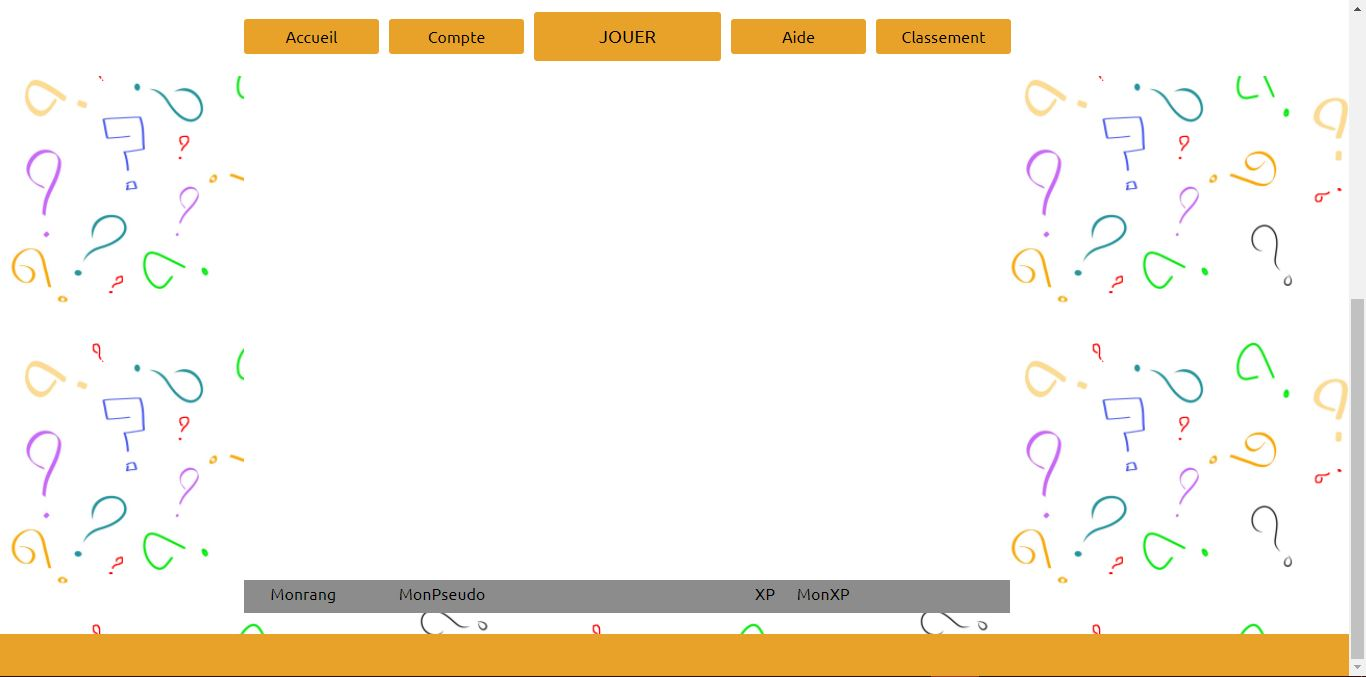 Accueil Compte JOUER Aide Classement
Monrang MonPseudo XP MonXP